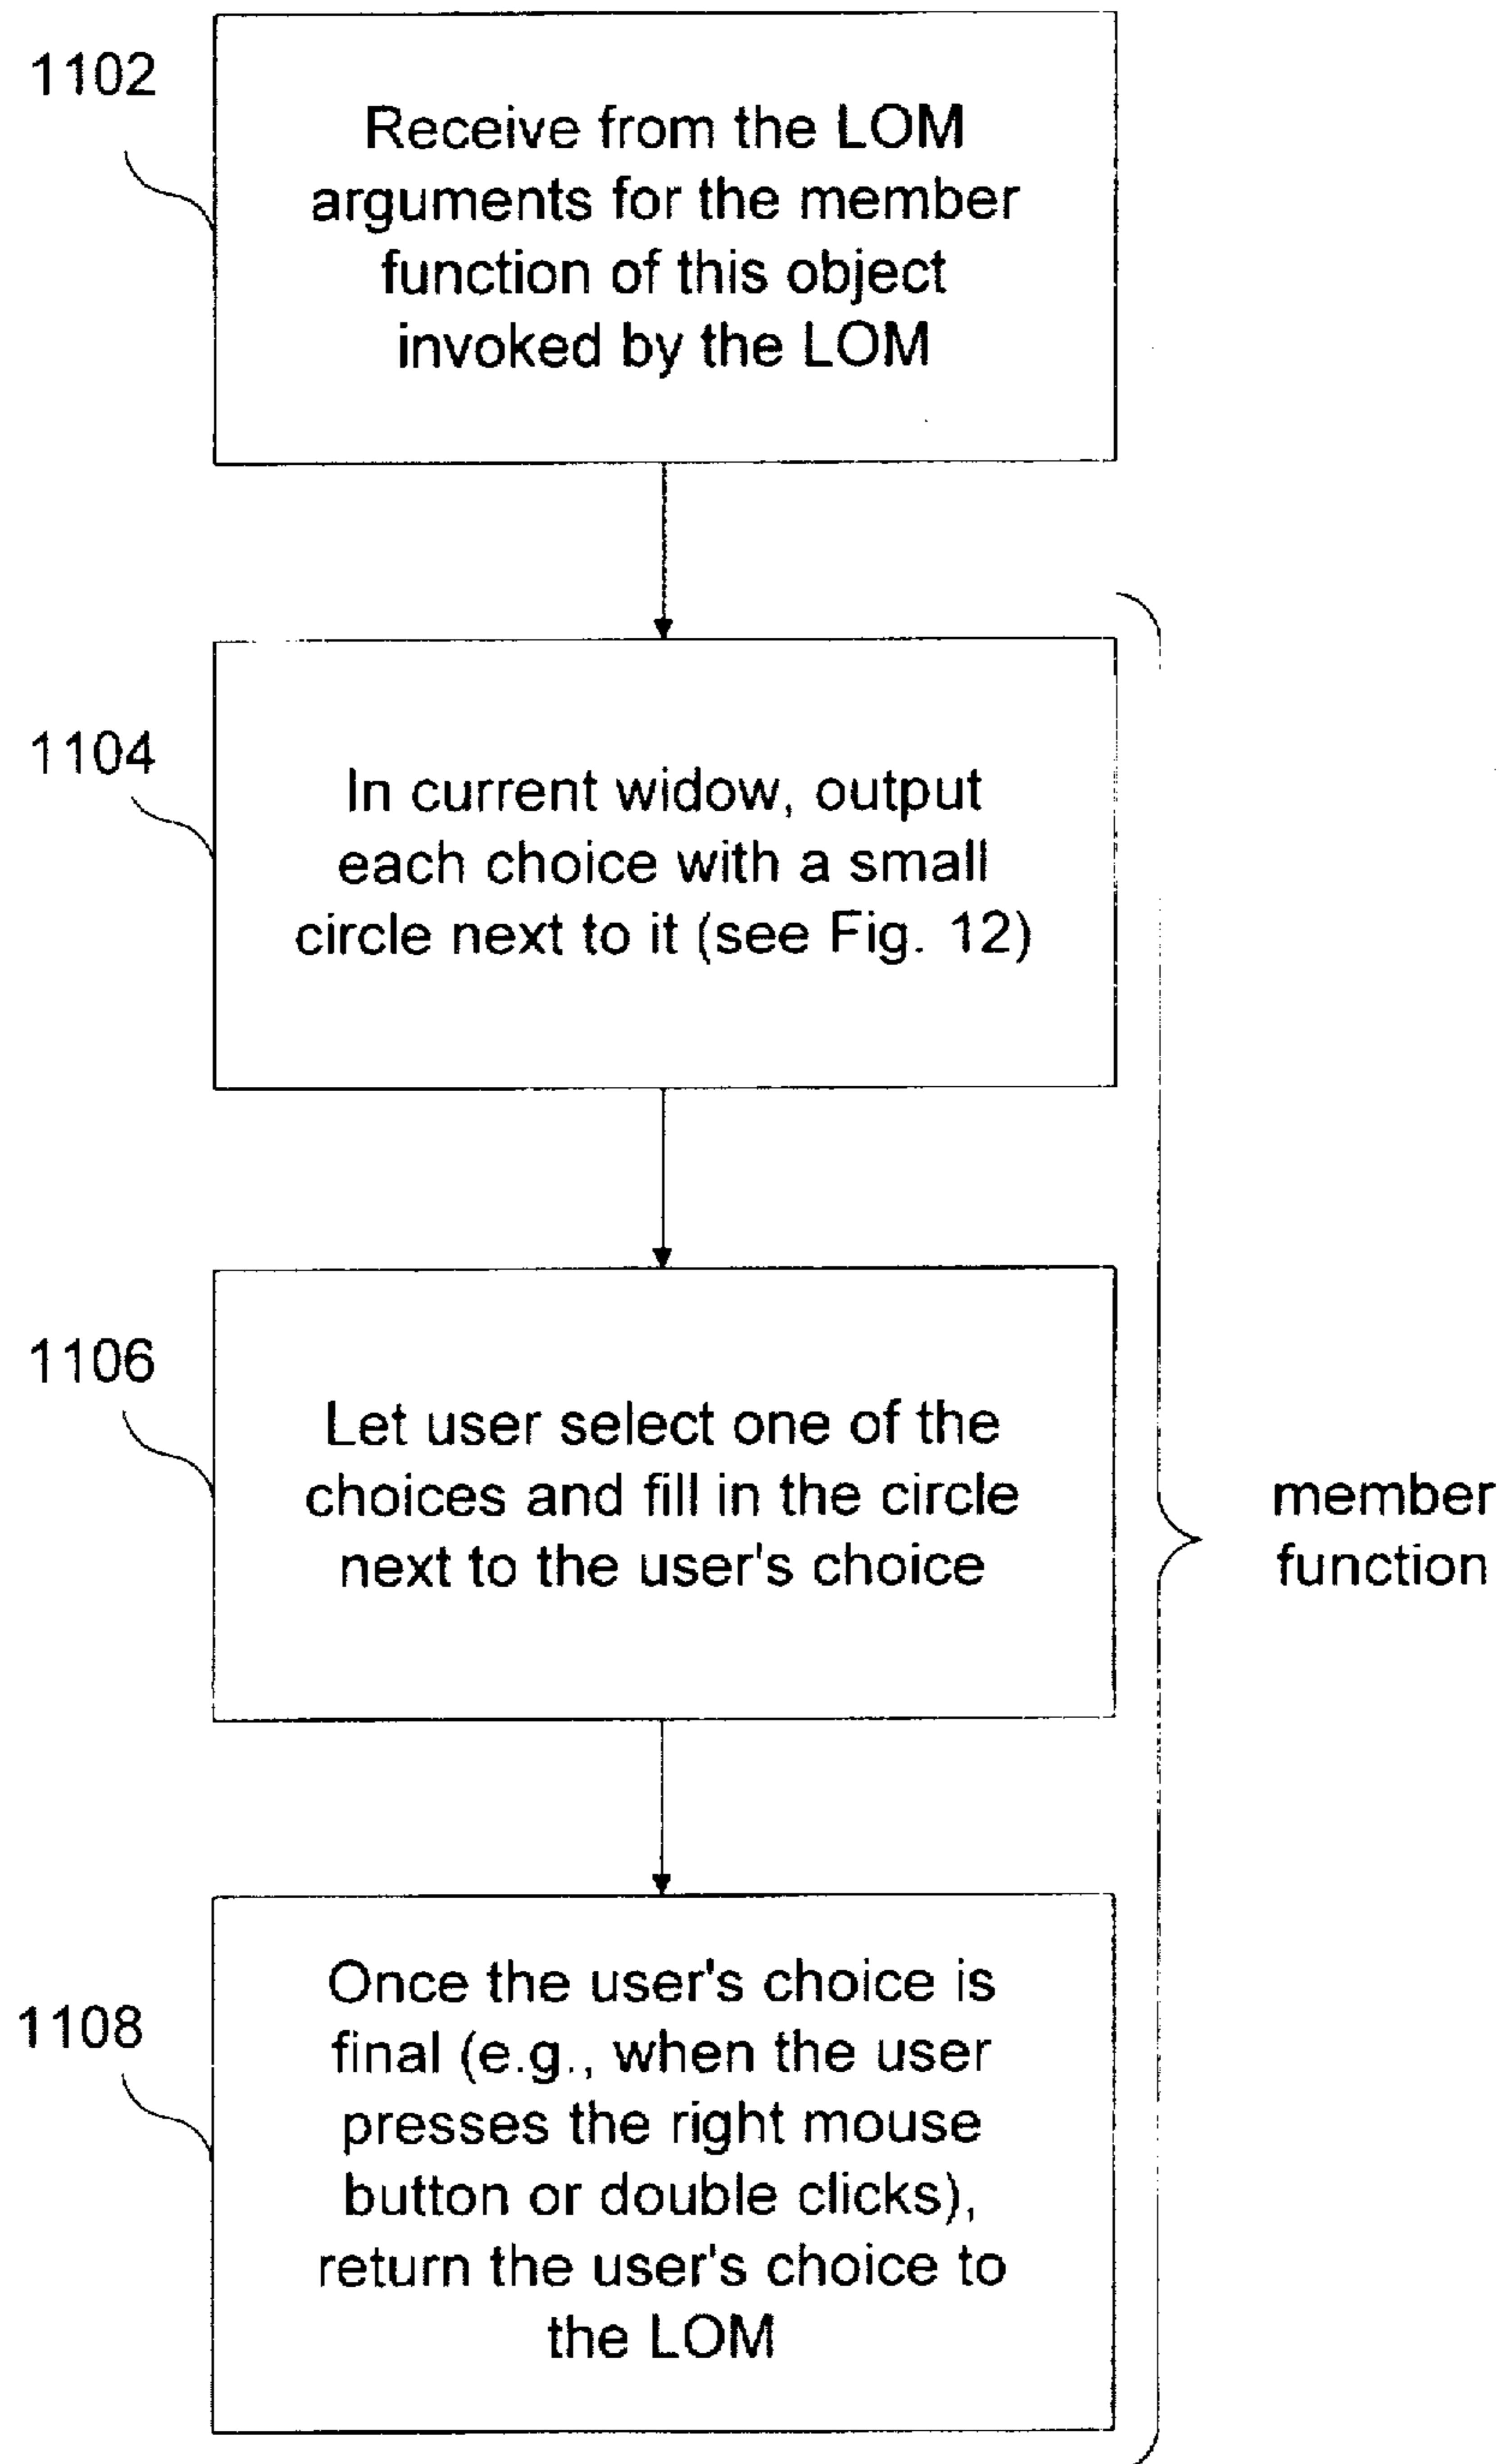 1102
Receive from the LOM
arguments for the member
function of this object
invoked by the LOM
1104
In current widow, output
each choice with a small
circle next to it (see Fig. 12)
1106
Let user select one of the
choices and fill in the circle
next to the user's choice
member
function
1108
Once the user's choice is
final (e.g., when the user
presses the right mouse
button or double clicks),
return the user's choice to
the LOM